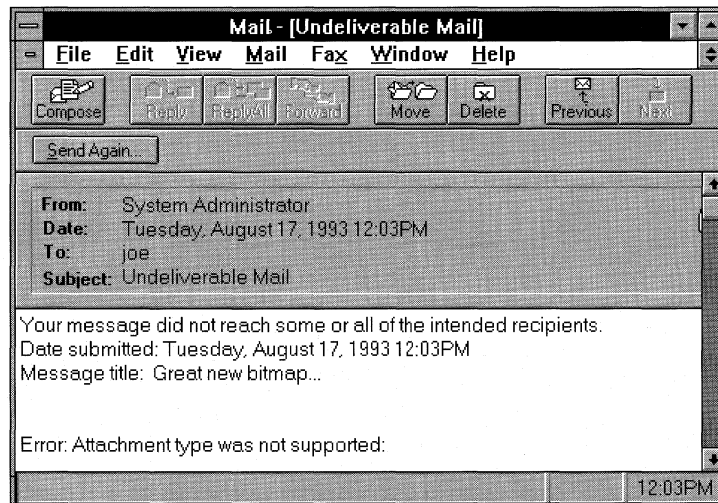 Mail - [Undeliverable Mail]
File Edit View Mail Fax Window Help
Compose Reply ReplyAll Forward Move Delete Previous Next
Send Again...
From: System Administrator
Date: Tuesday, August 17, 1993 12:03PM
To: joe
Subject: Undeliverable Mail
Your message did not reach some or all of the intended recipients.
Date submitted: Tuesday, August 17, 1993 12:03PM
Message title: Great new bitmap...
Error: Attachment type was not supported:
12:03PM